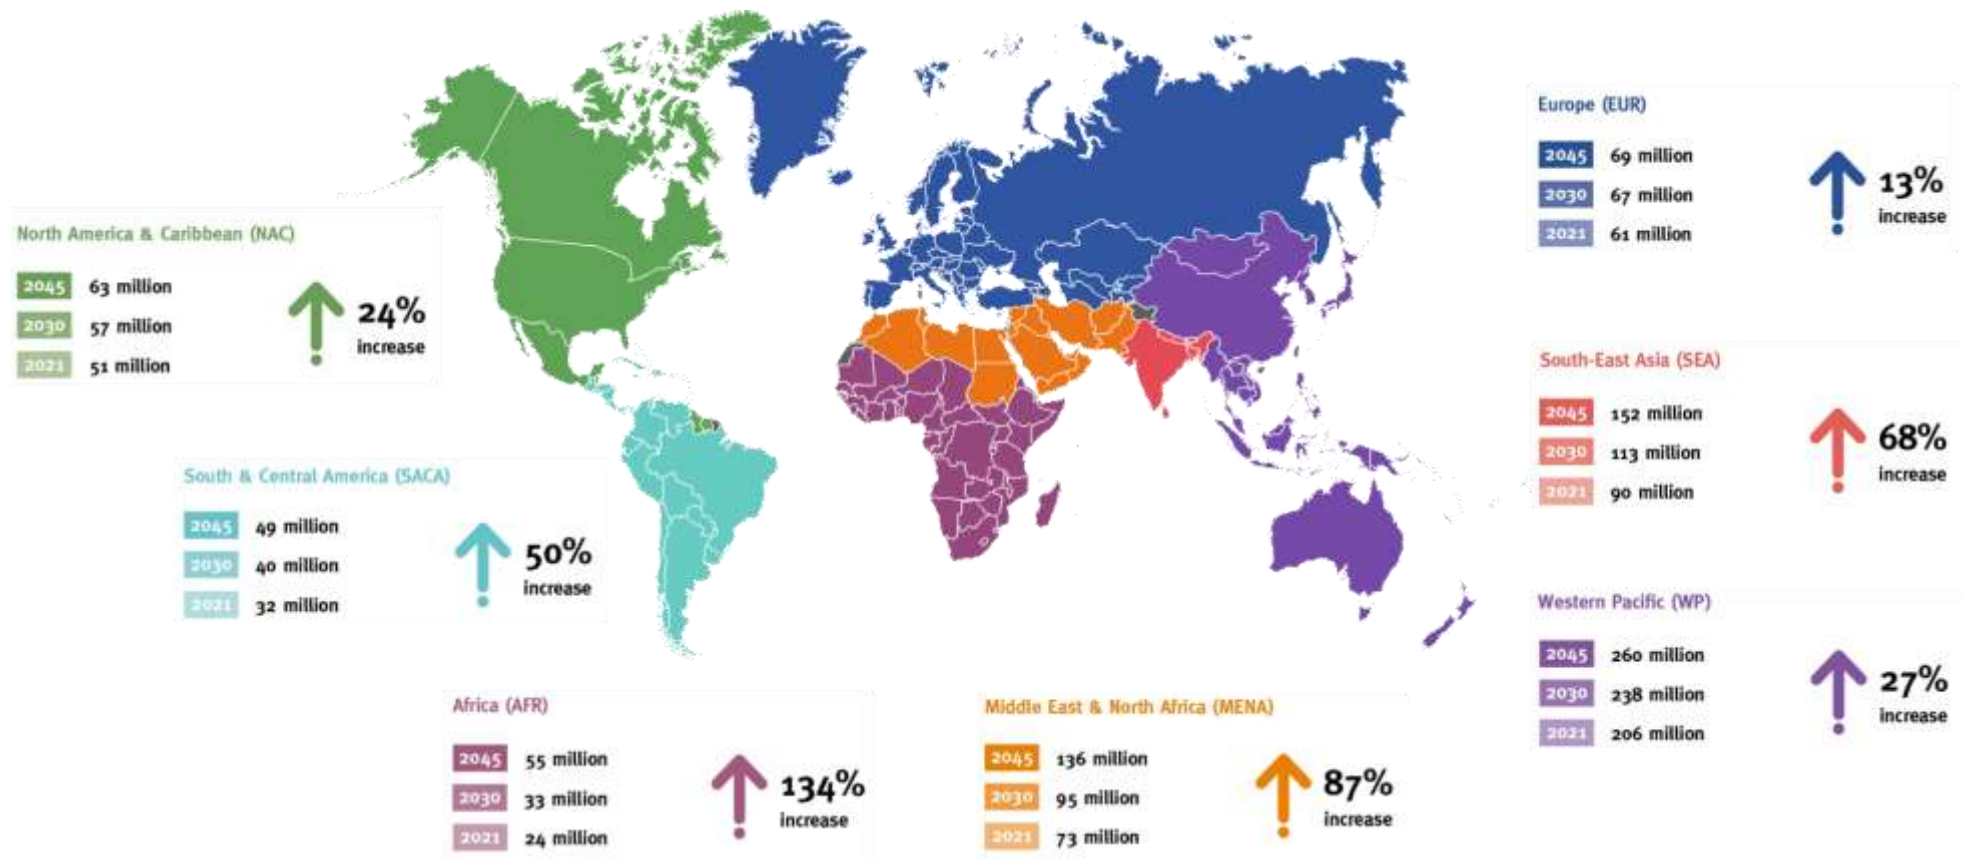 Europe (EUR)
2045 69 million
2030 67 million
2021 61 million
13%
increase
North America & Caribbean (NAC)
2045 63 million
2030 57 million
2021 51 million
24%
increase
South-East Asia (SEA)
2045 152 million
2030 113 million
2021 90 million
68%
increase
South & Central America (SACA)
2045 49 million
2030 40 million
2021 32 million
50%
increase
Western Pacific (WP)
2045 260 million
2030 238 million
2021 206 million
27%
increase
Africa (AFR)
2045 55 million
2030 33 million
2021 24 million
134%
increase
Middle East & North Africa (MENA)
2045 136 million
2030 95 million
2021 73 million
87%
increase